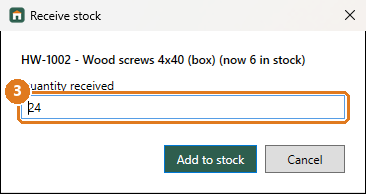 Receive stock
HW-1002 - Wood screws 4x40 (box) (now 6 in stock)
3
quantity received
24
Add to stock
Cancel